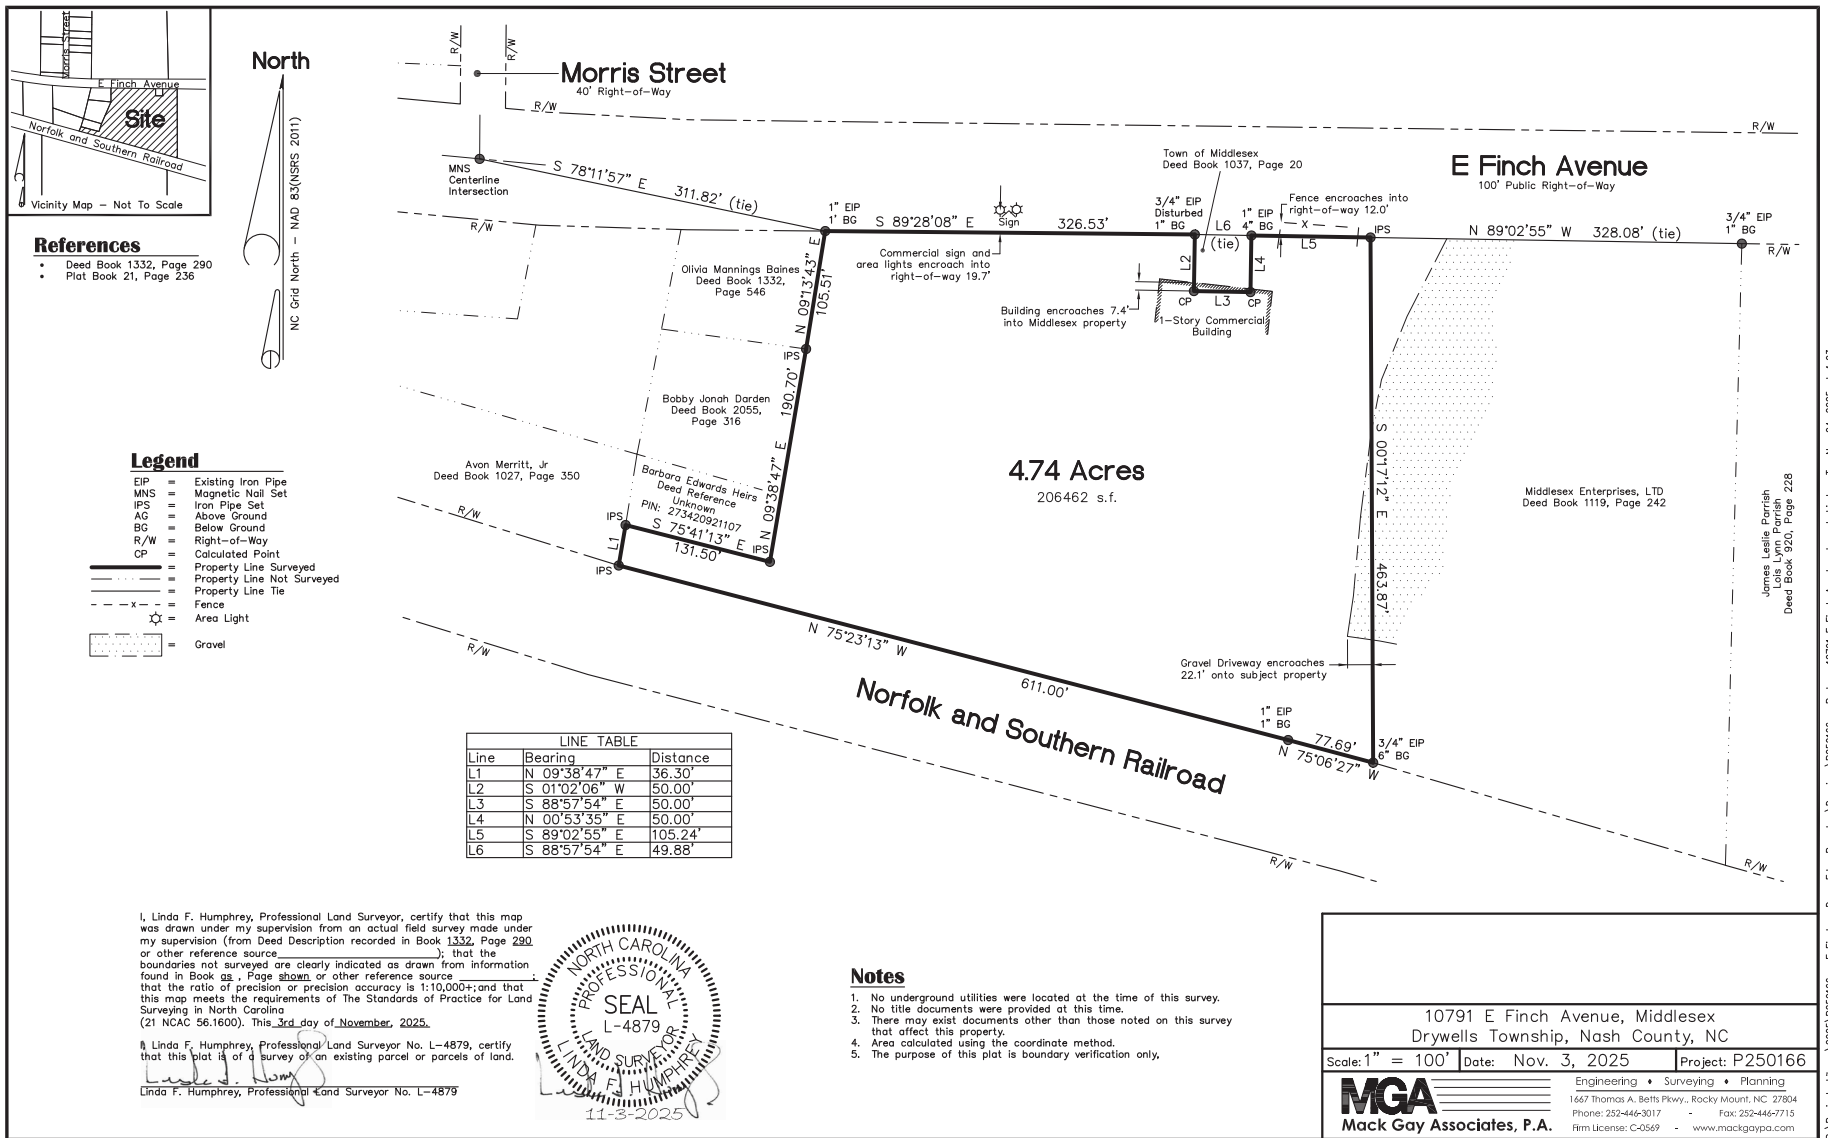 Morris Street
E Finch Avenue
Site
Norfolk and Southern Railroad
Vicinity Map – Not To Scale
North
NC Grid North – NAD 83(NSRS 2011)
References
• Deed Book 1332, Page 290
• Plat Book 21, Page 236
Legend
EIP = Existing Iron Pipe
MNS = Magnetic Nail Set
IPS = Iron Pipe Set
AG = Above Ground
BG = Below Ground
R/W = Right-of-Way
CP = Calculated Point
= Property Line Surveyed
= Property Line Not Surveyed
= Property Line Tie
x = Fence
= Area Light
= Gravel
R/W
R/W
Morris Street
40' Right-of-Way
R/W
R/W
MNS
Centerline
Intersection
S 78°11'57" E 311.82' (tie)
R/W
1" EIP
1' BG
S 89°28'08" E 326.53'
Sign
Commercial sign and
area lights encroach into
right-of-way 19.7'
3/4" EIP
Disturbed
1" BG
Town of Middlesex
Deed Book 1037, Page 20
L6
(tie)
1" EIP
4" BG
Fence encroaches into
right-of-way 12.0'
x
L5
IPS
E Finch Avenue
100' Public Right-of-Way
N 89°02'55" W 328.08' (tie)
3/4" EIP
1" BG
R/W
L2
L4
L3
CP
CP
Building encroaches 7.4'
into Middlesex property
1-Story Commercial
Building
Olivia Mannings Baines
Deed Book 1332,
Page 546
N 09°13'43" E
105.51'
IPS
Bobby Jonah Darden
Deed Book 2055,
Page 316
N 09°38'47" E 190.70'
Avon Merritt, Jr
Deed Book 1027, Page 350
Barbara Edwards Heirs
Deed Reference
Unknown
PIN: 273420921107
R/W
IPS
S 75°41'13" E
131.50'
IPS
L1
IPS
4.74 Acres
206462 s.f.
S 00°17'12" E 463.87'
Middlesex Enterprises, LTD
Deed Book 1119, Page 242
James Leslie Parrish
Lois Lynn Parrish
Deed Book 920, Page 228
R/W
N 75°23'13" W
611.00'
Gravel Driveway encroaches
22.1' onto subject property
Norfolk and Southern Railroad
1" EIP
1" BG
77.69'
N 75°06'27" W
3/4" EIP
6" BG
R/W
R/W
LINE TABLE
Line Bearing Distance
L1 N 09°38'47" E 36.30'
L2 S 01°02'06" W 50.00'
L3 S 88°57'54" E 50.00'
L4 N 00°53'35" E 50.00'
L5 S 89°02'55" E 105.24'
L6 S 88°57'54" E 49.88'
I, Linda F. Humphrey, Professional Land Surveyor, certify that this map
was drawn under my supervision from an actual field survey made under
my supervision (from Deed Description recorded in Book 1332, Page 290
or other reference source); that the
boundaries not surveyed are clearly indicated as drawn from information
found in Book as , Page shown or other reference source ;
that the ratio of precision or precision accuracy is 1:10,000+;and that
this map meets the requirements of The Standards of Practice for Land
Surveying in North Carolina
(21 NCAC 56.1600). This 3rd day of November, 2025.
I, Linda F. Humphrey, Professional Land Surveyor No. L-4879, certify
that this plat is of a survey of an existing parcel or parcels of land.
Linda F. Humphrey, Professional Land Surveyor No. L-4879
NORTH CAROLINA
PROFESSIONAL
SEAL
L-4879
LAND SURVEYOR
LINDA F. HUMPHREY
11-3-2025
Notes
1. No underground utilities were located at the time of this survey.
2. No title documents were provided at this time.
3. There may exist documents other than those noted on this survey
that affect this property.
4. Area calculated using the coordinate method.
5. The purpose of this plat is boundary verification only,
10791 E Finch Avenue, Middlesex
Drywells Township, Nash County, NC
Scale: 1" = 100' Date: Nov. 3, 2025 Project: P250166
MGA
Mack Gay Associates, P.A.
Engineering ♦ Surveying ♦ Planning
1667 Thomas A. Betts Pkwy., Rocky Mount, NC 27804
Phone: 252-446-3017 - Fax: 252-446-7715
Firm License: C-0569 - www.mackgaypa.com